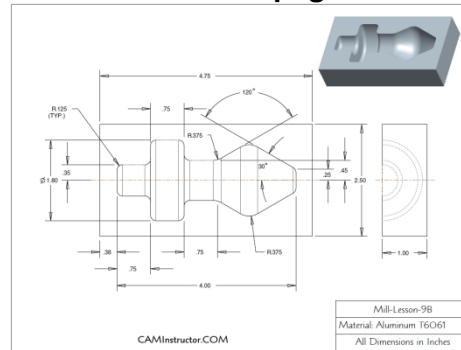 4.75
.75
120°
R.125
(TYP.)
R.375
30°
.35
1.80
.45
.25
2.50
R.375
.38
.75
.75
1.00
4.00
CAMInstructor.COM
Mill-Lesson-9B
Material: Aluminum T6061
All Dimensions in Inches